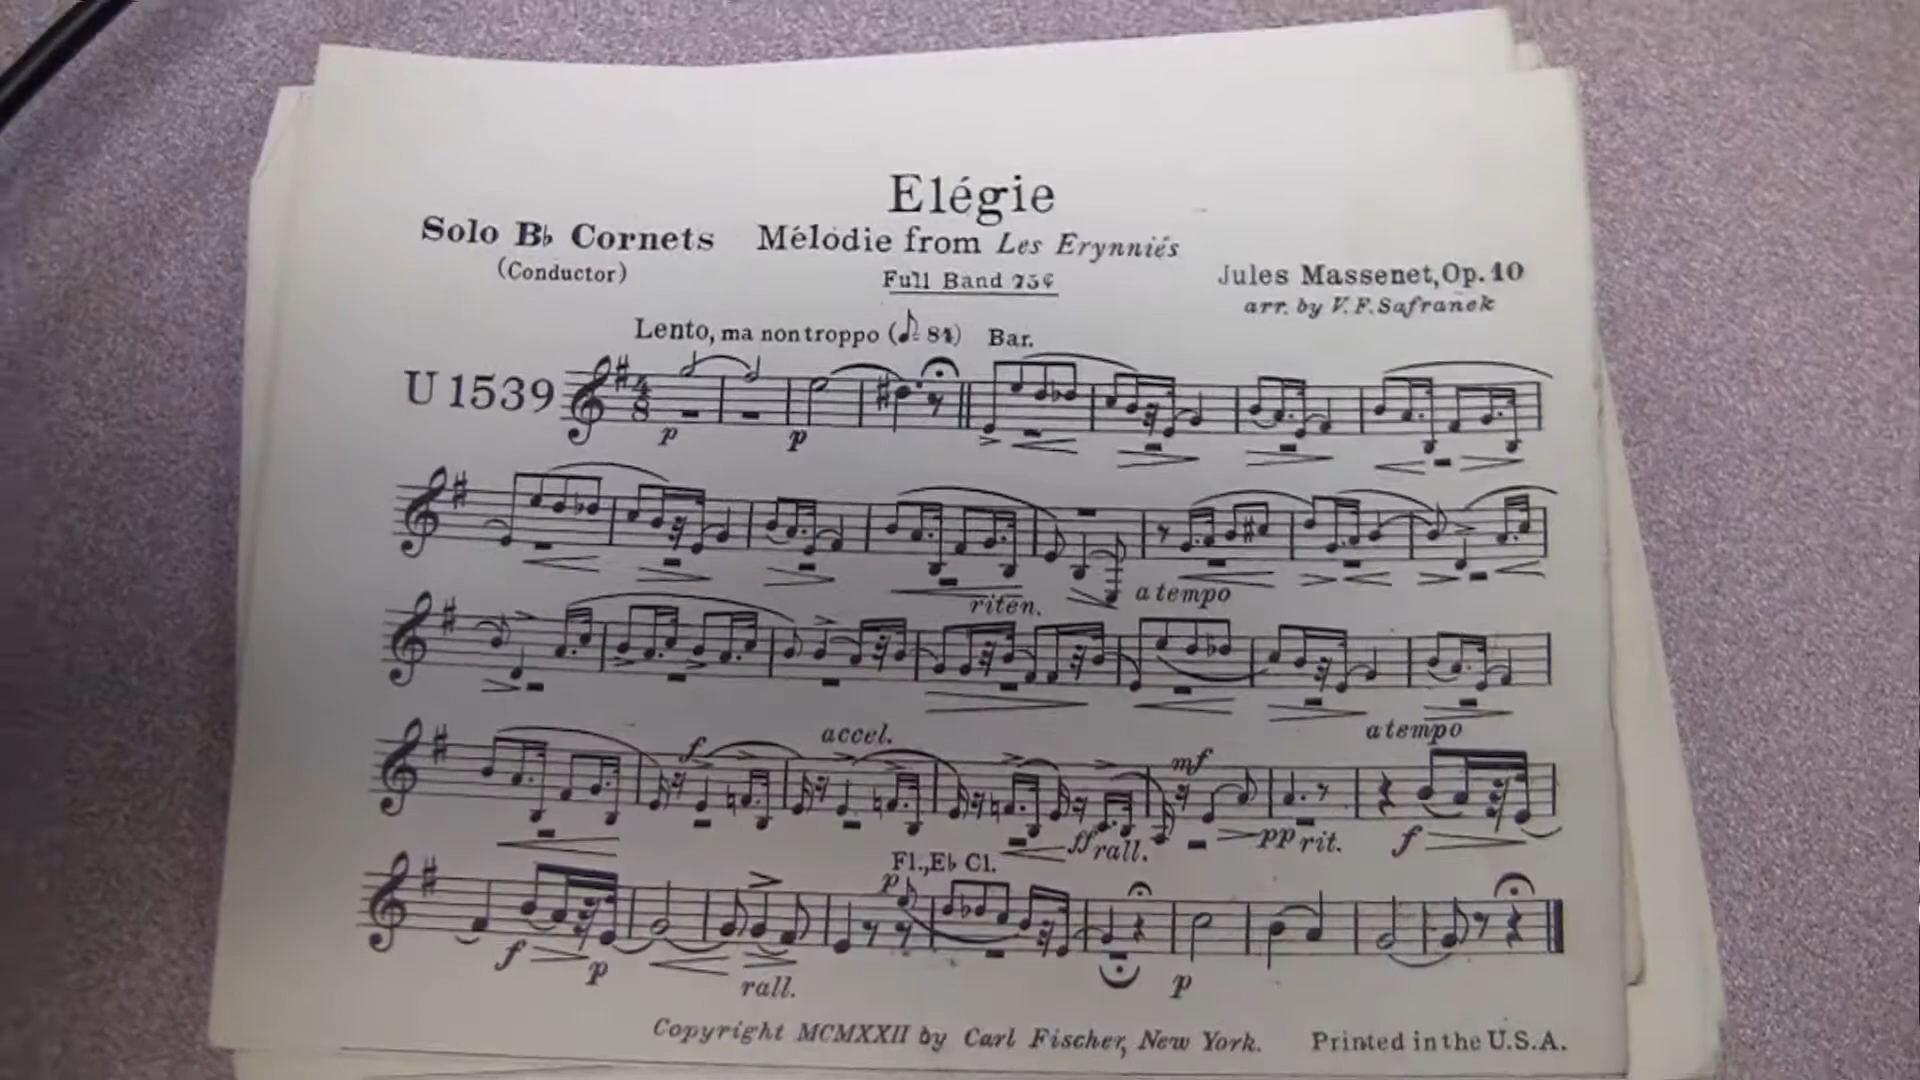 Elégie
Solo B♭ Cornets
(Conductor)
Mélodie from Les Erynniés
Full Band 75¢
Jules Massenet, Op. 10
arr. by V. F. Safranek
Lento, ma non troppo (♪= 84) Bar.
U 1539
4
8
p p
riten. a tempo
f accel. mf a tempo
ff rall. pp rit. f
Fl., E♭ Cl.
p
f p rall. p
Copyright MCMXXII by Carl Fischer, New York. Printed in the U.S.A.